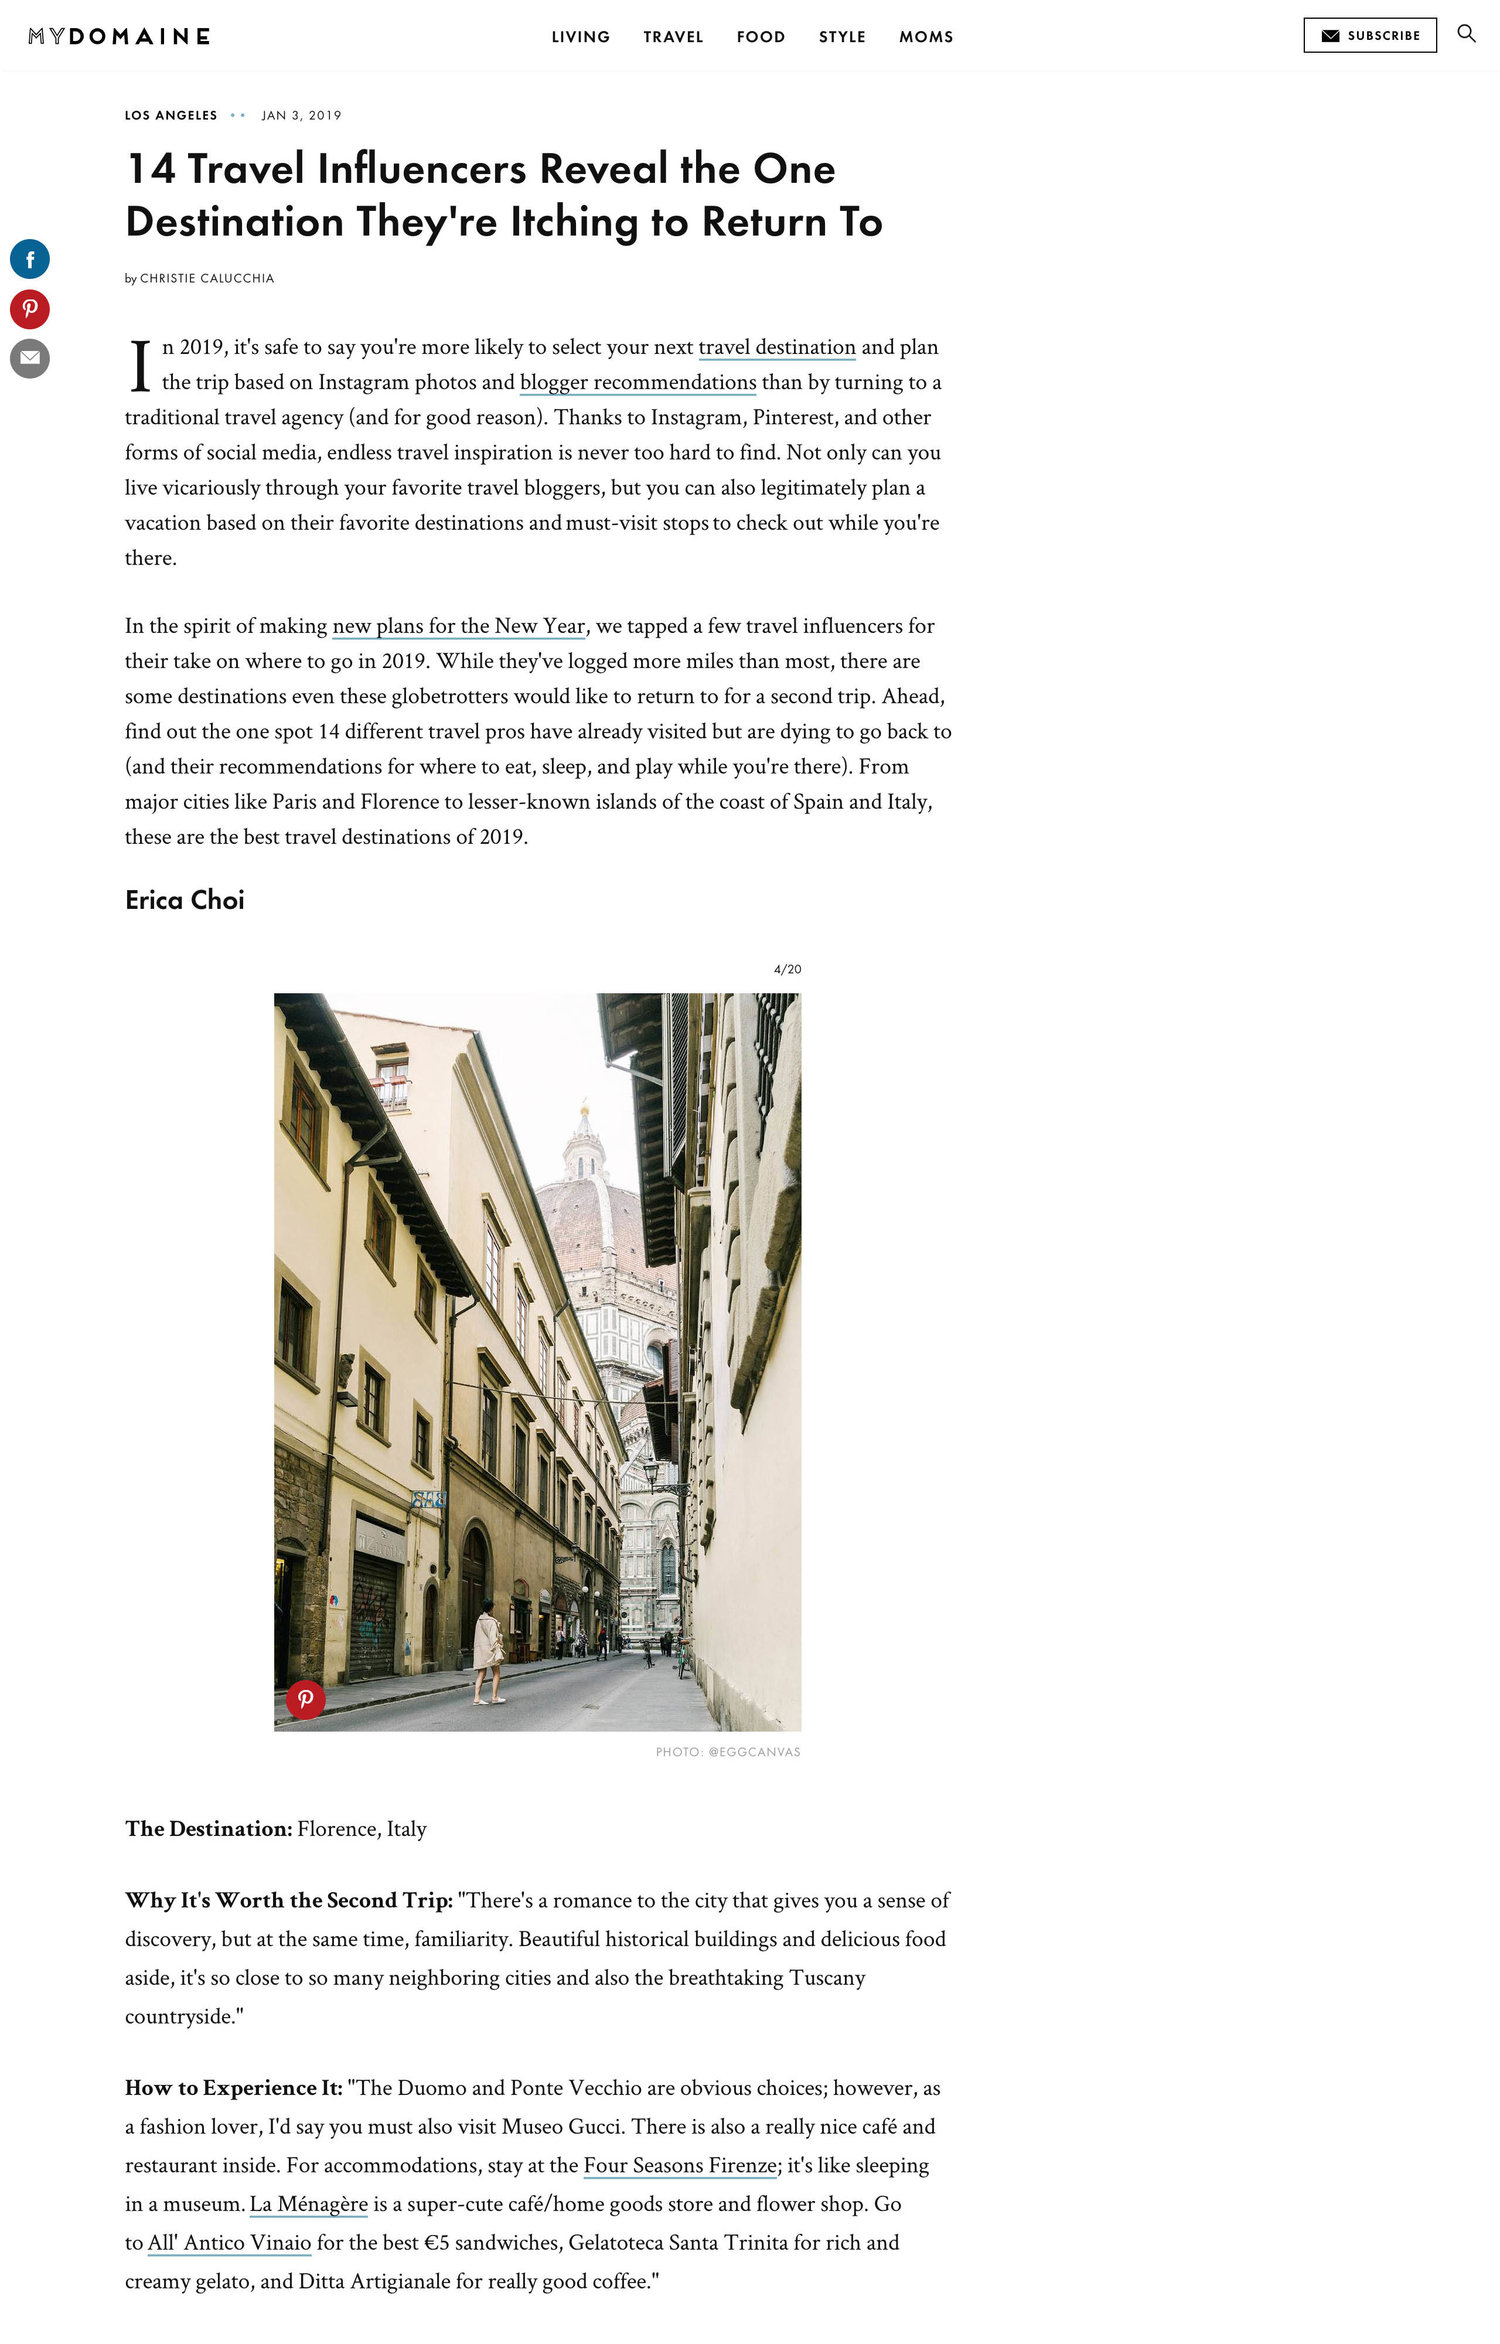 MYDOMAINE
LIVING TRAVEL FOOD STYLE MOMS
SUBSCRIBE
LOS ANGELES •• JAN 3, 2019
14 Travel Influencers Reveal the One
Destination They're Itching to Return To
by CHRISTIE CALUCCHIA
In 2019, it's safe to say you're more likely to select your next travel destination and plan
the trip based on Instagram photos and blogger recommendations than by turning to a
traditional travel agency (and for good reason). Thanks to Instagram, Pinterest, and other
forms of social media, endless travel inspiration is never too hard to find. Not only can you
live vicariously through your favorite travel bloggers, but you can also legitimately plan a
vacation based on their favorite destinations and must-visit stops to check out while you're
there.
In the spirit of making new plans for the New Year, we tapped a few travel influencers for
their take on where to go in 2019. While they've logged more miles than most, there are
some destinations even these globetrotters would like to return to for a second trip. Ahead,
find out the one spot 14 different travel pros have already visited but are dying to go back to
(and their recommendations for where to eat, sleep, and play while you're there). From
major cities like Paris and Florence to lesser-known islands of the coast of Spain and Italy,
these are the best travel destinations of 2019.
Erica Choi
4/20
PHOTO: @EGGCANVAS
The Destination: Florence, Italy
Why It's Worth the Second Trip: "There's a romance to the city that gives you a sense of
discovery, but at the same time, familiarity. Beautiful historical buildings and delicious food
aside, it's so close to so many neighboring cities and also the breathtaking Tuscany
countryside."
How to Experience It: "The Duomo and Ponte Vecchio are obvious choices; however, as
a fashion lover, I'd say you must also visit Museo Gucci. There is also a really nice café and
restaurant inside. For accommodations, stay at the Four Seasons Firenze; it's like sleeping
in a museum. La Ménagère is a super-cute café/home goods store and flower shop. Go
to All' Antico Vinaio for the best €5 sandwiches, Gelatoteca Santa Trinita for rich and
creamy gelato, and Ditta Artigianale for really good coffee."